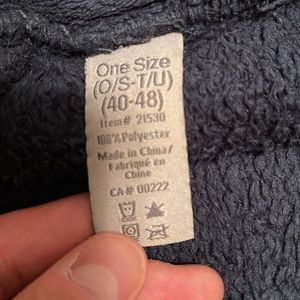 One Size
(O/S-T/U)
(40-48)
Item# 21530
100% Polyester
Made in China/
Fabriqué en
Chine
CA# 00222